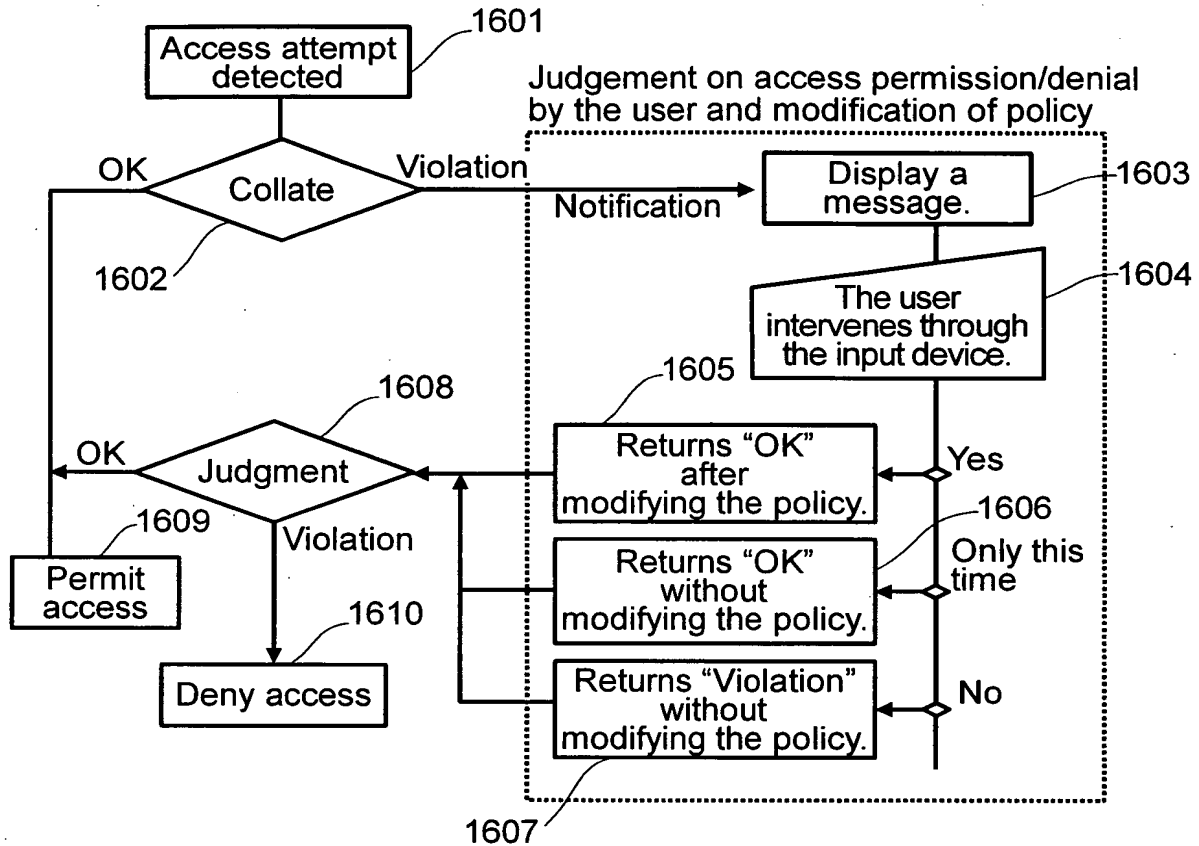 1601
Access attempt
detected
Judgement on access permission/denial
by the user and modification of policy
OK
Violation
Collate
Notification
Display a
message.
1603
1602
1604
The user
intervenes through
the input device.
1605
1608
Returns “OK”
after
modifying the policy.
Yes
OK
Judgment
1609
Violation
1606
Only this
time
Returns “OK”
without
modifying the policy.
Permit
access
1610
Deny access
Returns “Violation”
without
modifying the policy.
No
1607